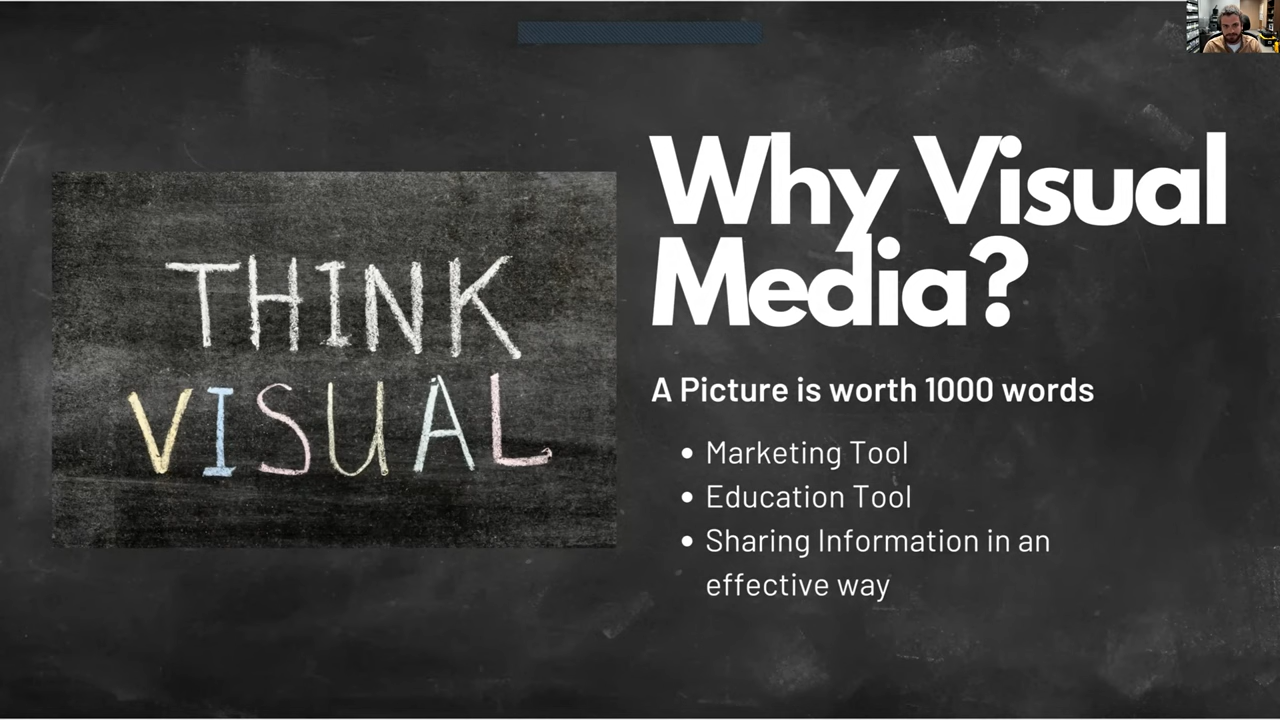 THINK
VISUAL
Why Visual
Media?
A Picture is worth 1000 words
• Marketing Tool
• Education Tool
• Sharing Information in an
effective way